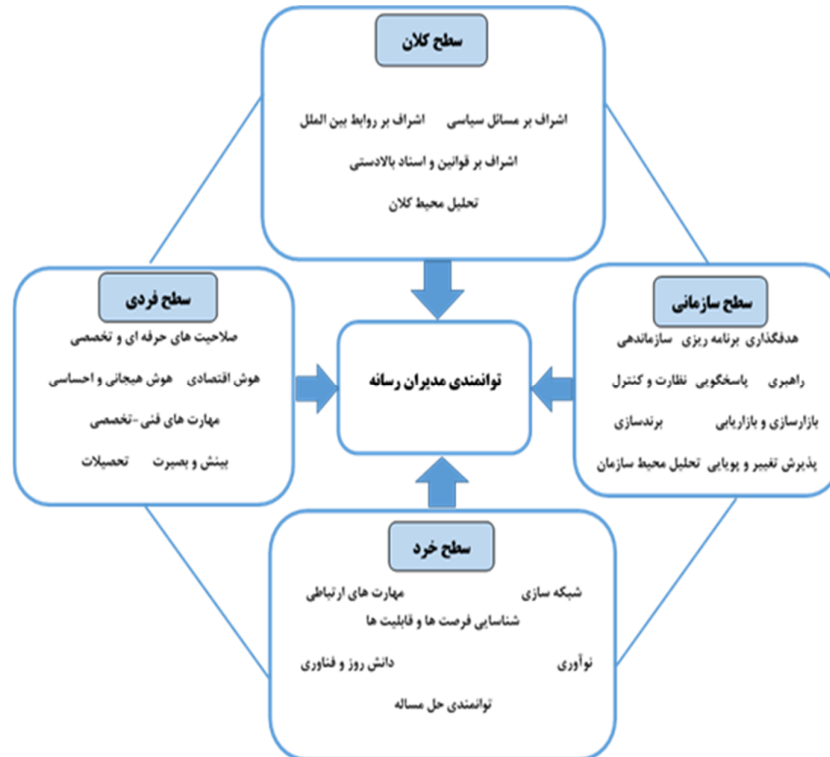 سطح کلان
اشراف بر مسائل سیاسی اشراف بر روابط بین الملل
اشراف بر قوانین و اسناد بالادستی
تحلیل محیط کلان
سطح سازمانی
هدفگذاری برنامه ریزی سازماندهی
راهبری پاسخگویی نظارت و کنترل
بازارسازی و بازاریابی برندسازی
پذیرش تغییر و پویایی تحلیل محیط سازمان
توانمندی مدیران رسانه
سطح فردی
صلاحیت های حرفه ای و تخصصی
هوش اقتصادی هوش هیجانی و احساسی
مهارت های فنی-تخصصی
بینش و بصیرت تحصیلات
سطح خرد
شبکه سازی مهارت های ارتباطی
شناسایی فرصت ها و قابلیت ها
نوآوری دانش روز و فناوری
توانمندی حل مساله